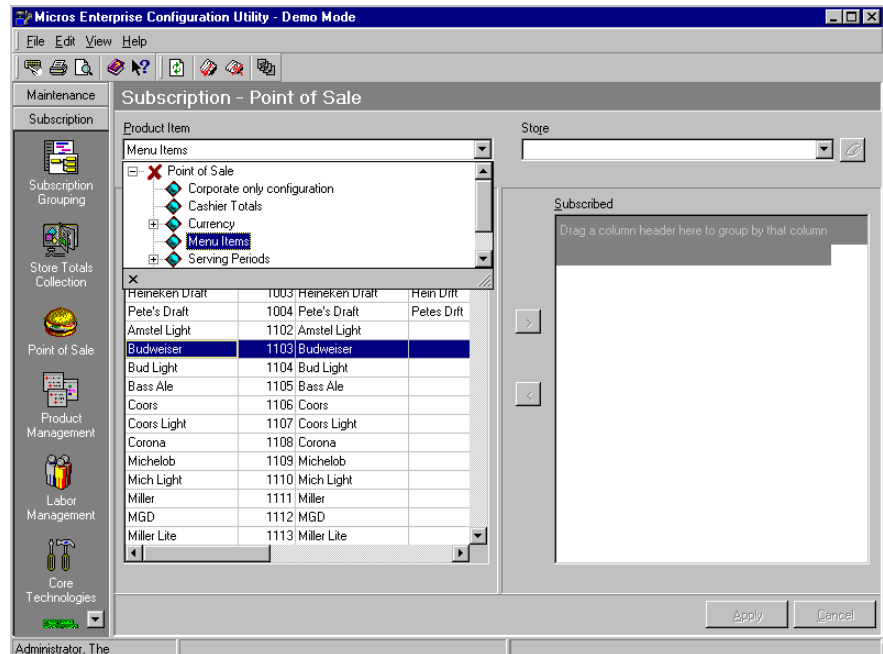 Micros Enterprise Configuration Utility - Demo Mode
File Edit View Help
Maintenance
Subscription
Subscription Grouping
Store Totals Collection
Point of Sale
Product Management
Labor Management
Core Technologies
Subscription - Point of Sale
Product Item
Menu Items
Point of Sale
Corporate only configuration
Cashier Totals
Currency
Menu Items
Serving Periods
Heineken Draft 1003 Heineken Draft Hein Drft
Pete's Draft 1004 Pete's Draft Petes Drft
Amstel Light 1102 Amstel Light
Budweiser 1103 Budweiser
Bud Light 1104 Bud Light
Bass Ale 1105 Bass Ale
Coors 1106 Coors
Coors Light 1107 Coors Light
Corona 1108 Corona
Michelob 1109 Michelob
Mich Light 1110 Mich Light
Miller 1111 Miller
MGD 1112 MGD
Miller Lite 1113 Miller Lite
Store
Subscribed
Drag a column header here to group by that column
>
<
Apply Cancel
Administrator, The